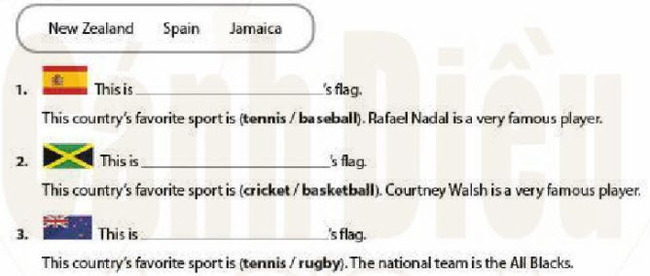 New Zealand Spain Jamaica
1. This is ____________________'s flag.
This country's favorite sport is (tennis / baseball). Rafael Nadal is a very famous player.
2. This is ____________________'s flag.
This country's favorite sport is (cricket / basketball). Courtney Walsh is a very famous player.
3. This is ____________________'s flag.
This country's favorite sport is (tennis / rugby). The national team is the All Blacks.
Cánh Diều